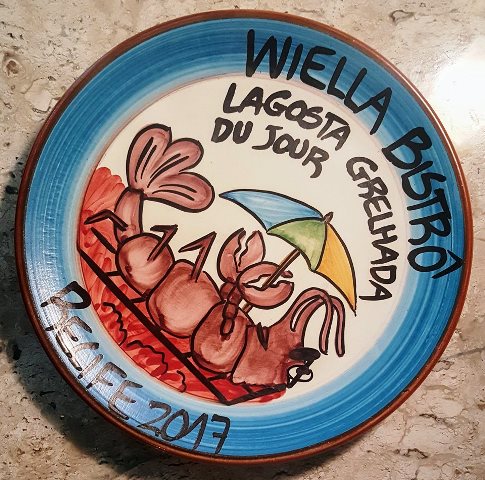 WIELLA BISTRÔ
LAGOSTA GRELHADA
DU JOUR
RECIFE 2017